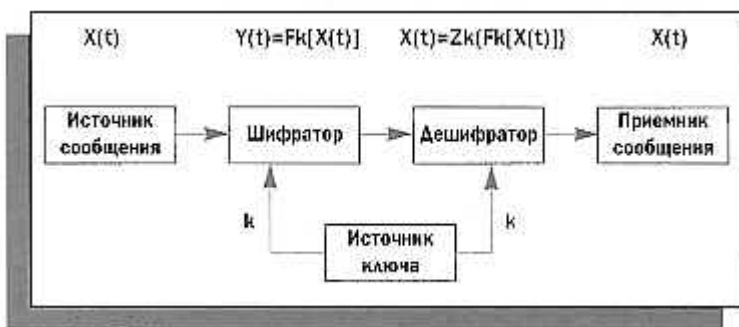 X(t)
Y(t)=Fk[X(t)]
X(t)=Zk{Fk[X(t)]}
X(t)
Источник
сообщения
Шифратор
Дешифратор
Приемник
сообщения
k
k
Источник
ключа